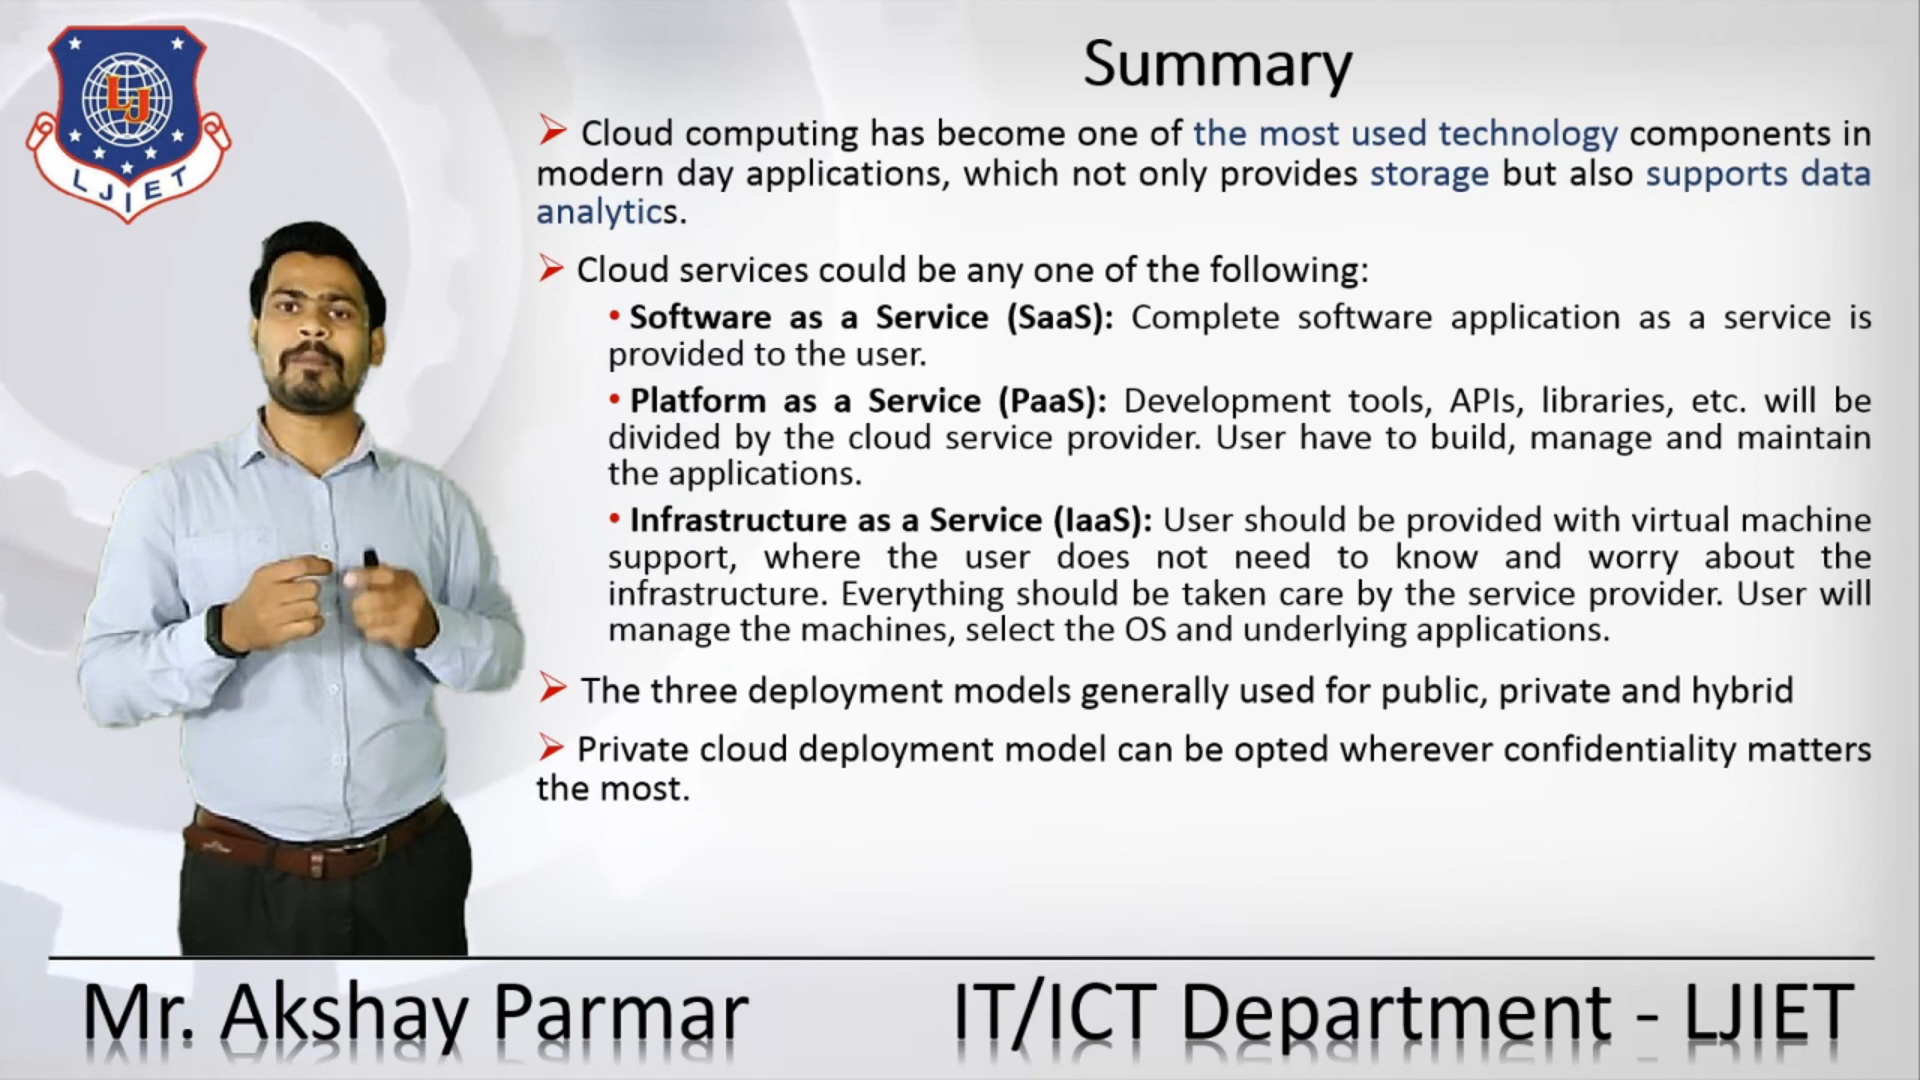 LJ
LJIET
Summary
➢ Cloud computing has become one of the most used technology components in
modern day applications, which not only provides storage but also supports data
analytics.
➢ Cloud services could be any one of the following:
• Software as a Service (SaaS): Complete software application as a service is
provided to the user.
• Platform as a Service (PaaS): Development tools, APIs, libraries, etc. will be
divided by the cloud service provider. User have to build, manage and maintain
the applications.
• Infrastructure as a Service (IaaS): User should be provided with virtual machine
support, where the user does not need to know and worry about the
infrastructure. Everything should be taken care by the service provider. User will
manage the machines, select the OS and underlying applications.
➢ The three deployment models generally used for public, private and hybrid
➢ Private cloud deployment model can be opted wherever confidentiality matters
the most.
Mr. Akshay Parmar
IT/ICT Department - LJIET